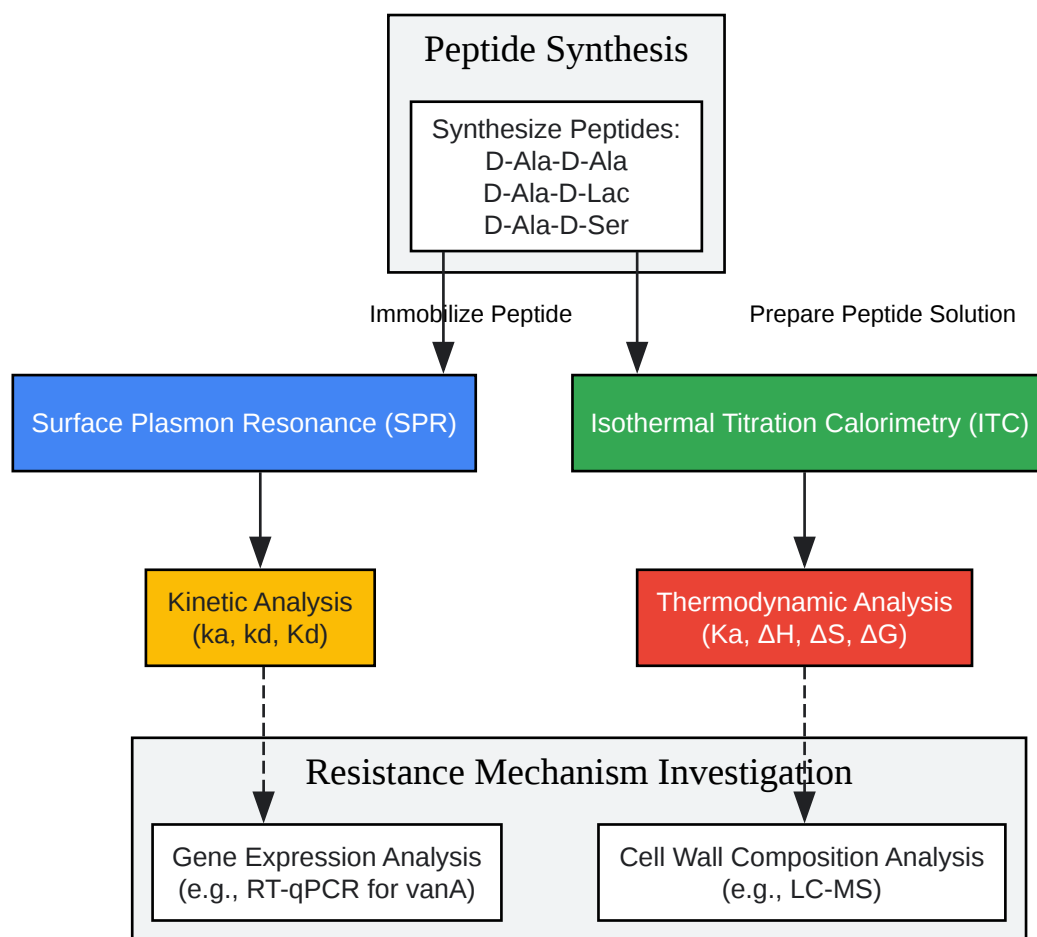 Peptide Synthesis
Synthesize Peptides:
D-Ala-D-Ala
D-Ala-D-Lac
D-Ala-D-Ser
Immobilize Peptide
Prepare Peptide Solution
Surface Plasmon Resonance (SPR)
Isothermal Titration Calorimetry (ITC)
Kinetic Analysis
(ka, kd, Kd)
Thermodynamic Analysis
(Ka, ΔH, ΔS, ΔG)
Resistance Mechanism Investigation
Gene Expression Analysis
(e.g., RT-qPCR for vanA)
Cell Wall Composition Analysis
(e.g., LC-MS)